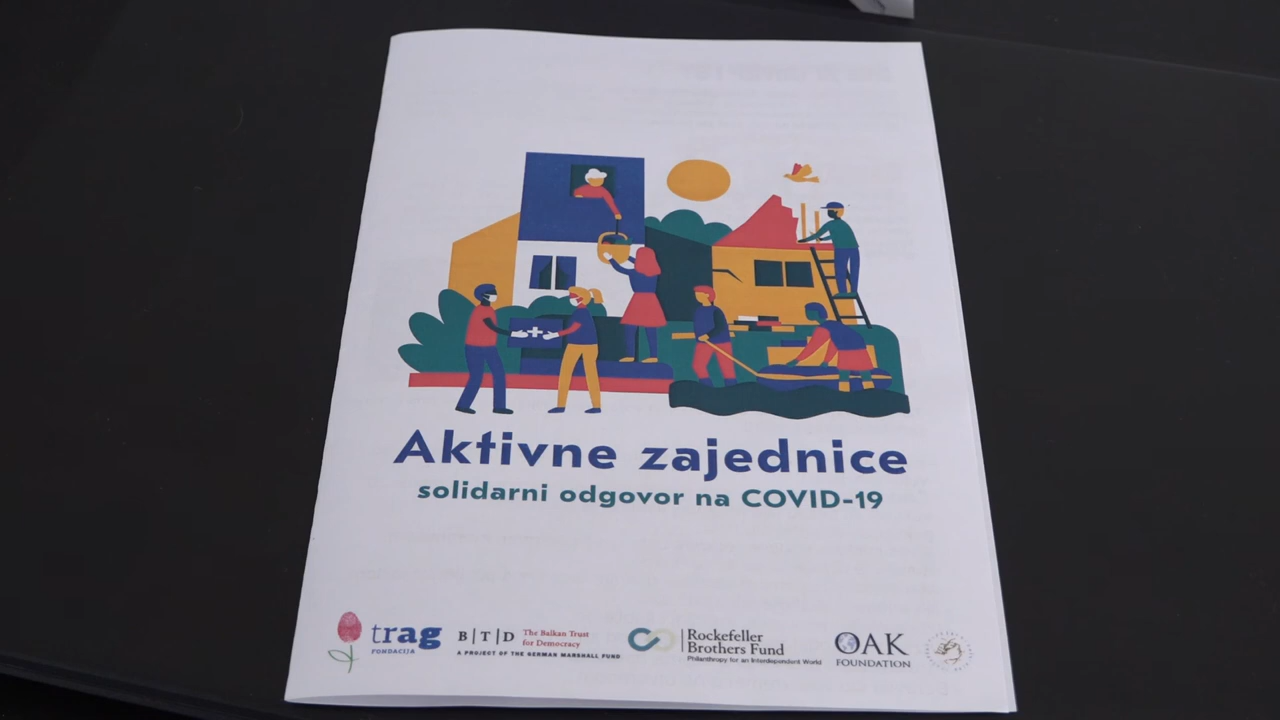 Aktivne zajednice
solidarni odgovor na COVID-19
trag
FONDACIJA
B|T|D
The Balkan Trust
for Democracy
A PROJECT OF THE GERMAN MARSHALL FUND
Rockefeller
Brothers Fund
Philanthropy for an Interdependent World
OAK
FOUNDATION